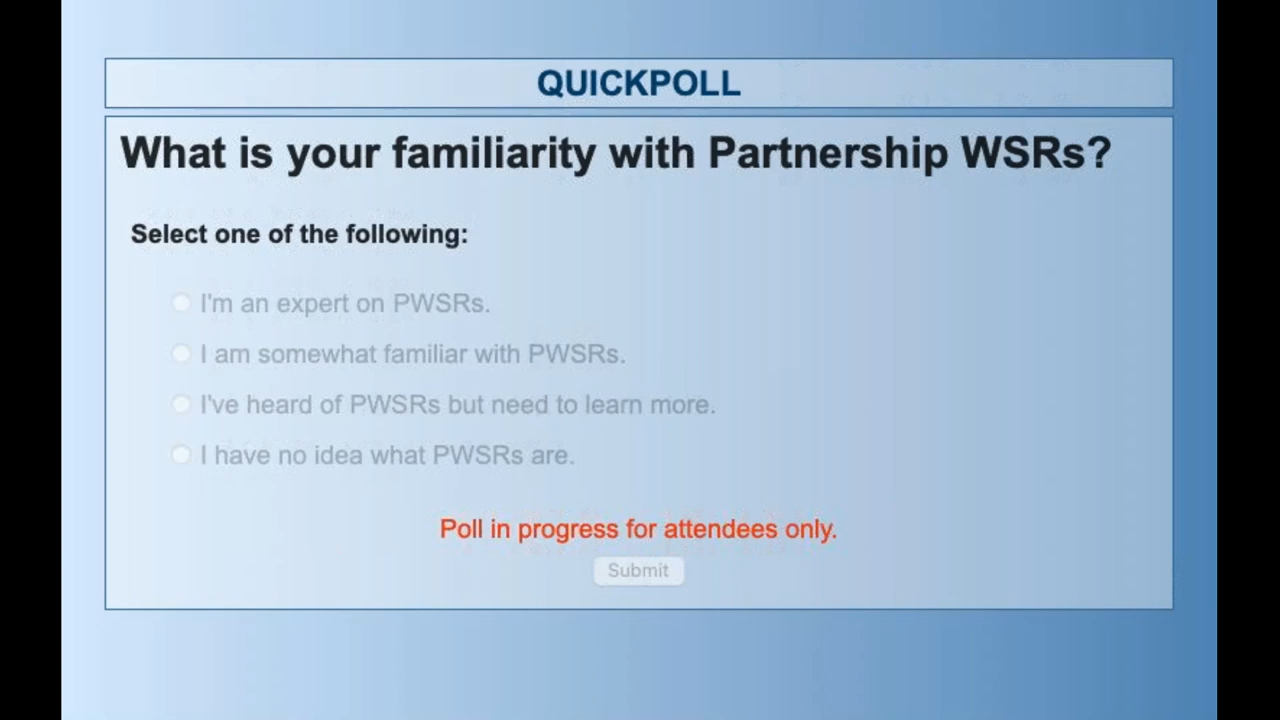 QUICKPOLL
What is your familiarity with Partnership WSRs?
Select one of the following:
I'm an expert on PWSRs.
I am somewhat familiar with PWSRs.
I've heard of PWSRs but need to learn more.
I have no idea what PWSRs are.
Poll in progress for attendees only.
Submit